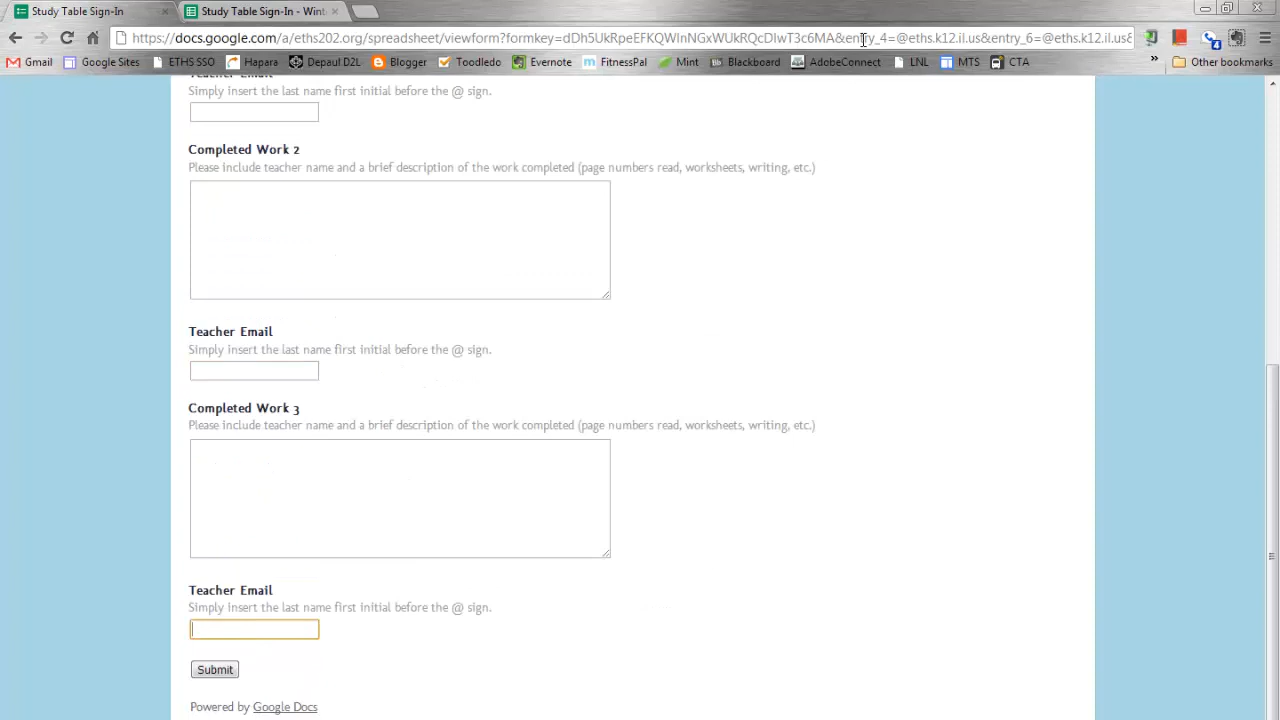 Study Table Sign-In
Study Table Sign-In - Wint
https://docs.google.com/a/eths202.org/spreadsheet/viewform?formkey=dDh5UkRpeEFKQWlnNGxWUkRQcDIwT3c6MA&entry_4=@eths.k12.il.us&entry_6=@eths.k12.il.us&
Gmail Google Sites ETHS SSO Hapara Depaul D2L Blogger Toodledo Evernote FitnessPal Mint Blackboard AdobeConnect LNL MTS CTA » Other bookmarks
Teacher Email
Simply insert the last name first initial before the @ sign.
Completed Work 2
Please include teacher name and a brief description of the work completed (page numbers read, worksheets, writing, etc.)
Teacher Email
Simply insert the last name first initial before the @ sign.
Completed Work 3
Please include teacher name and a brief description of the work completed (page numbers read, worksheets, writing, etc.)
Teacher Email
Simply insert the last name first initial before the @ sign.
Submit
Powered by Google Docs